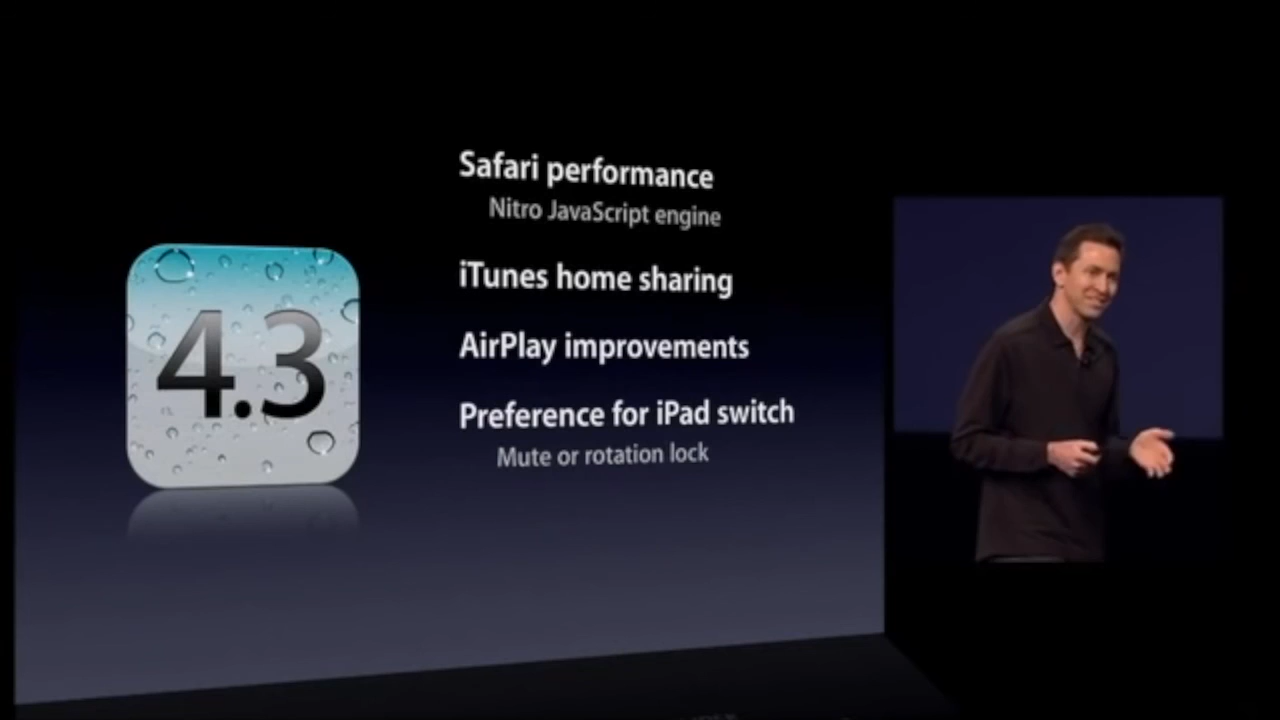 4.3
Safari performance
Nitro JavaScript engine
iTunes home sharing
AirPlay improvements
Preference for iPad switch
Mute or rotation lock